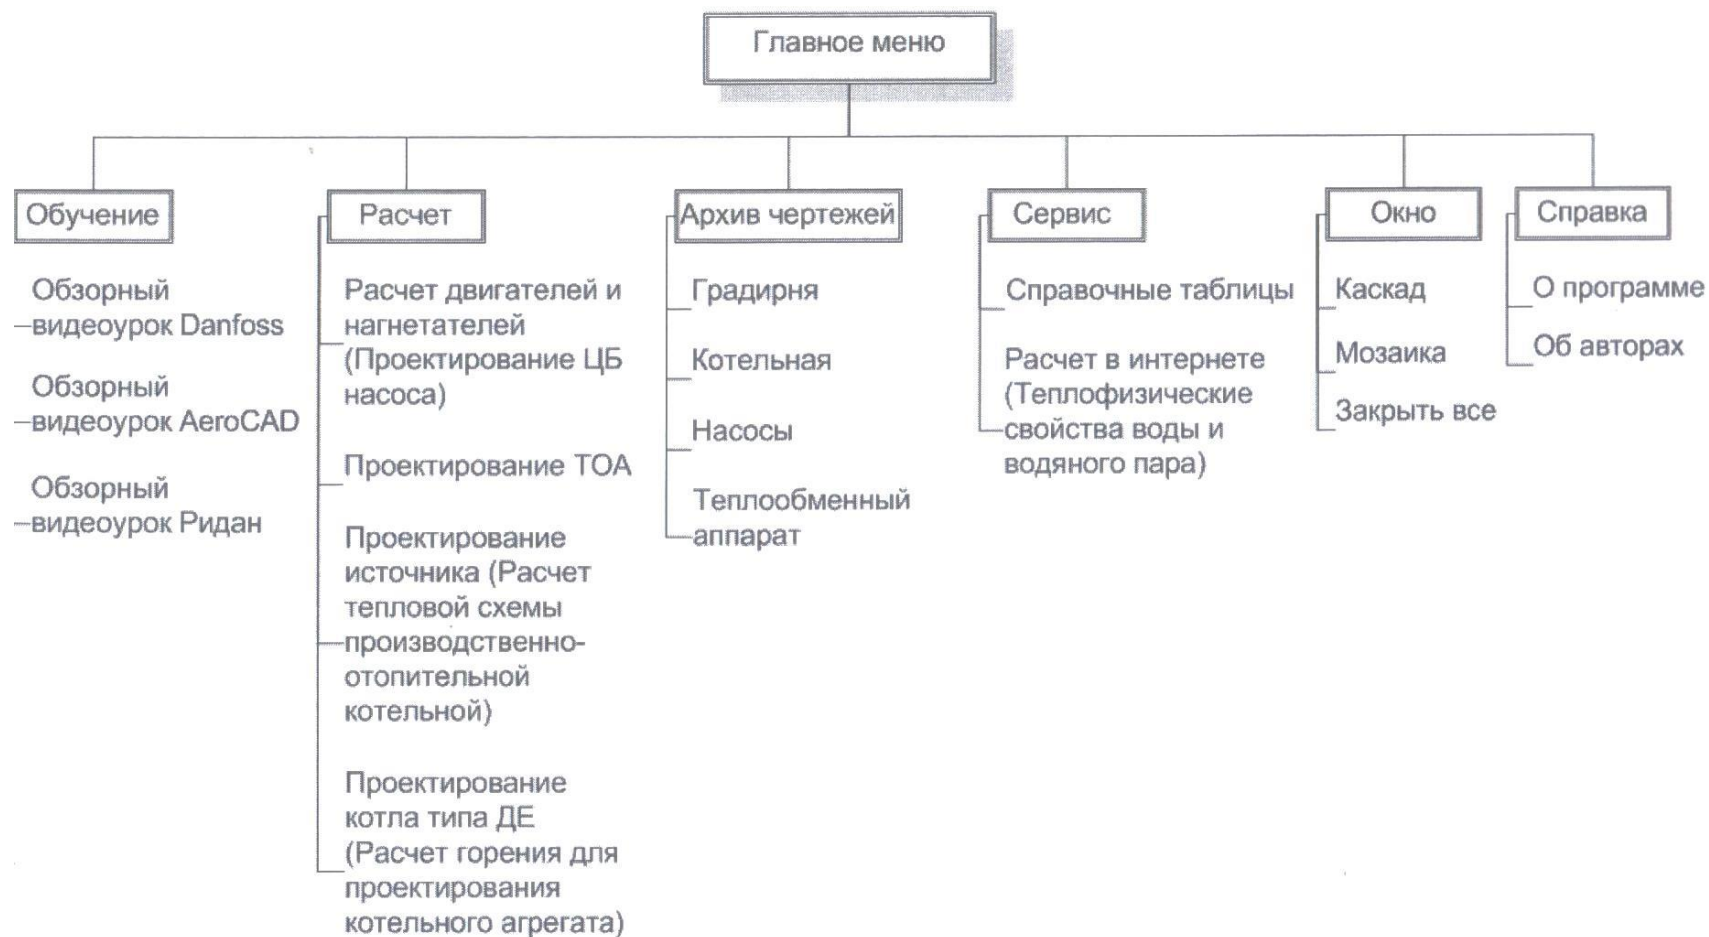 Главное меню
Обучение
Обзорный
видеоурок Danfoss
Обзорный
видеоурок AeroCAD
Обзорный
видеоурок Ридан
Расчет
Расчет двигателей и
нагнетателей
(Проектирование ЦБ
насоса)
Проектирование ТОА
Проектирование
источника (Расчет
тепловой схемы
производственно-
отопительной
котельной)
Проектирование
котла типа ДЕ
(Расчет горения для
проектирования
котельного агрегата)
Архив чертежей
Градирня
Котельная
Насосы
Теплообменный
аппарат
Сервис
Справочные таблицы
Расчет в интернете
(Теплофизические
свойства воды и
водяного пара)
Окно
Каскад
Мозаика
Закрыть все
Справка
О программе
Об авторах